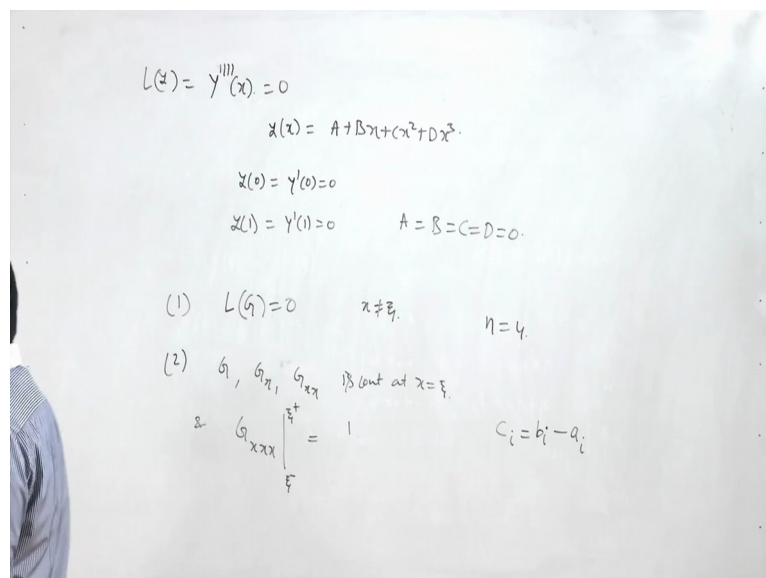 L(y) = y''''(x) = 0
y(x) = A+Bx+Cx²+Dx³.
y(0) = y'(0) = 0
y(1) = y'(1) = 0 A = B = C = D = 0.
(1) L(G) = 0 x ≠ ξ. n = 4.
(2) G, Gx, Gxx is cont at x = ξ.
& Gxxx |ξ⁻ ξ⁺ = 1 Ci = bi - ai